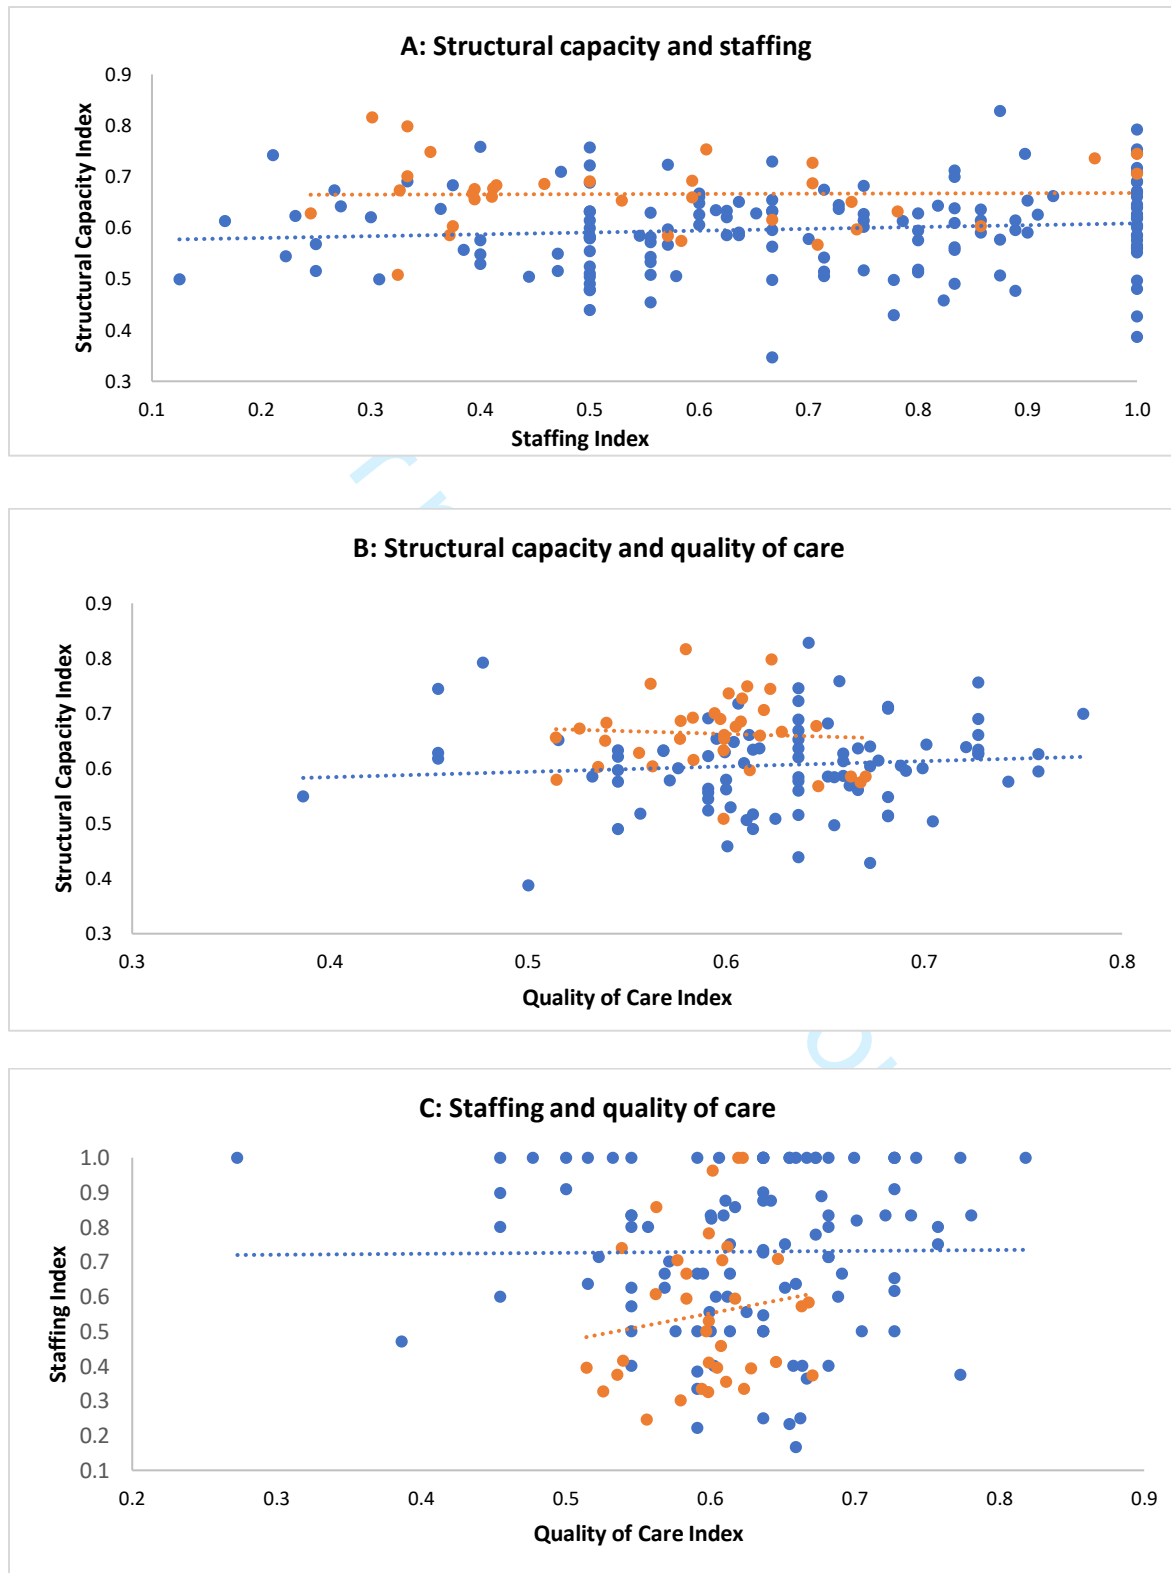 A: Structural capacity and staffing
Structural Capacity Index
0.9
0.8
0.7
0.6
0.5
0.4
0.3
0.1 0.2 0.3 0.4 0.5 0.6 0.7 0.8 0.9 1.0
Staffing Index
B: Structural capacity and quality of care
Structural Capacity Index
0.9
0.8
0.7
0.6
0.5
0.4
0.3
0.3 0.4 0.5 0.6 0.7 0.8
Quality of Care Index
C: Staffing and quality of care
Staffing Index
1.0
0.9
0.8
0.7
0.6
0.5
0.4
0.3
0.2
0.1
0.2 0.3 0.4 0.5 0.6 0.7 0.8 0.9
Quality of Care Index